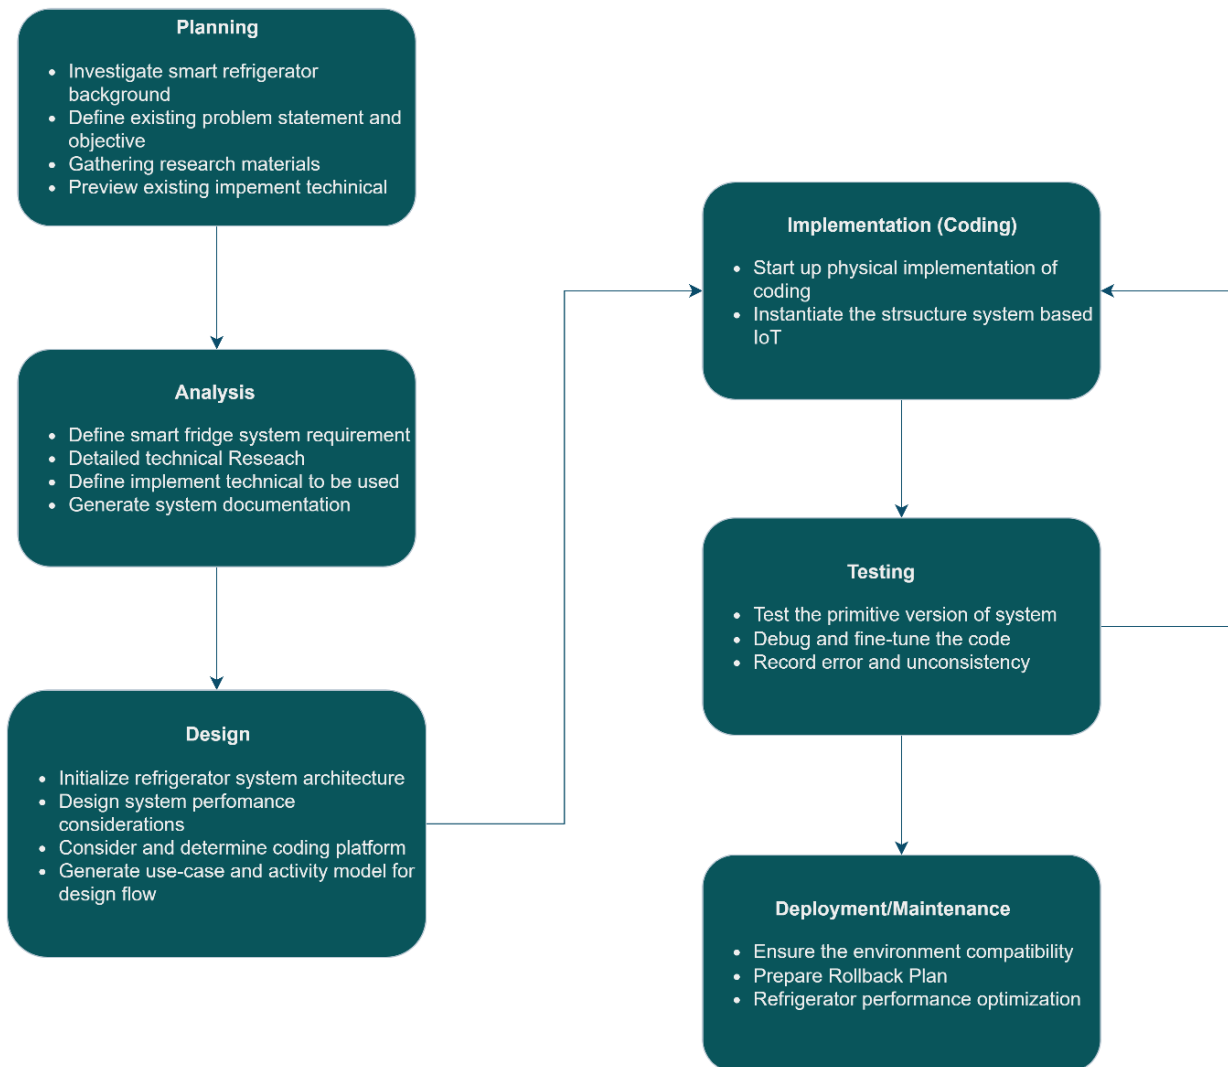 Planning
• Investigate smart refrigerator
background
• Define existing problem statement and
objective
• Gathering research materials
• Preview existing impement techinical
Analysis
• Define smart fridge system requirement
• Detailed technical Reseach
• Define implement technical to be used
• Generate system documentation
Design
• Initialize refrigerator system architecture
• Design system perfomance
considerations
• Consider and determine coding platform
• Generate use-case and activity model for
design flow
Implementation (Coding)
• Start up physical implementation of
coding
• Instantiate the strsucture system based
IoT
Testing
• Test the primitive version of system
• Debug and fine-tune the code
• Record error and unconsistency
Deployment/Maintenance
• Ensure the environment compatibility
• Prepare Rollback Plan
• Refrigerator performance optimization